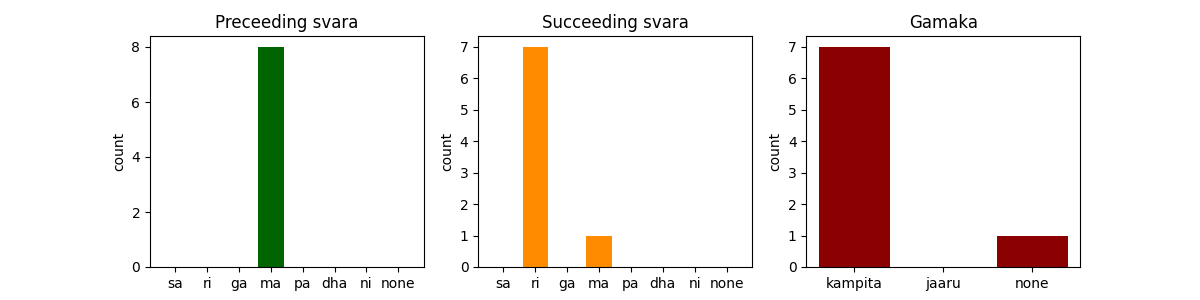 Preceeding svara
count
8
6
4
2
0
sa ri ga ma pa dha ni none
Succeeding svara
count
7
6
5
4
3
2
1
0
sa ri ga ma pa dha ni none
Gamaka
count
7
6
5
4
3
2
1
0
kampita jaaru none